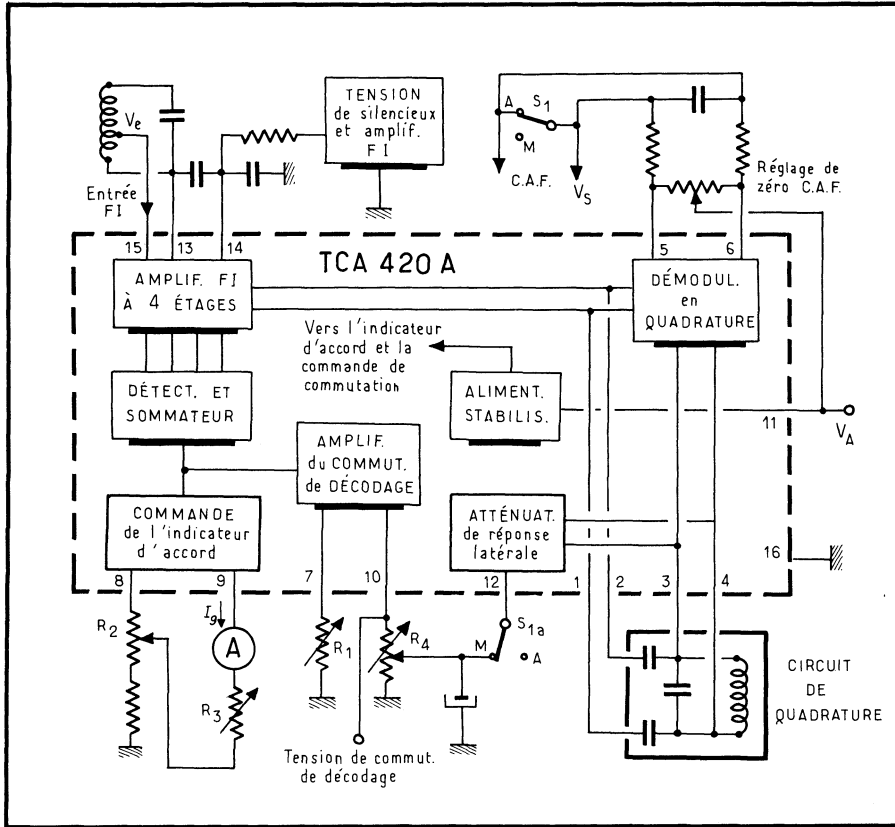 TENSION
de silencieux
et amplif.
FI
Ve
Entrée
FI
A
S1
M
C.A.F.
VS
Réglage de
zéro C.A.F.
15
13
14
5
6
TCA 420 A
AMPLIF. FI
À 4 ÉTAGES
DÉMODUL.
en
QUADRATURE
Vers l'indicateur
d'accord et la
commande de
commutation
DÉTECT. ET
SOMMATEUR
ALIMENT.
STABILIS.
11
VA
AMPLIF.
du COMMUT.
de DÉCODAGE
COMMANDE
de l'indicateur
d'accord
ATTÉNUAT.
de réponse
latérale
16
8
9
7
10
12
1
2
3
4
R2
Ig
A
R3
R1
R4
M
S1a
A
Tension de commut.
de décodage
CIRCUIT
DE
QUADRATURE